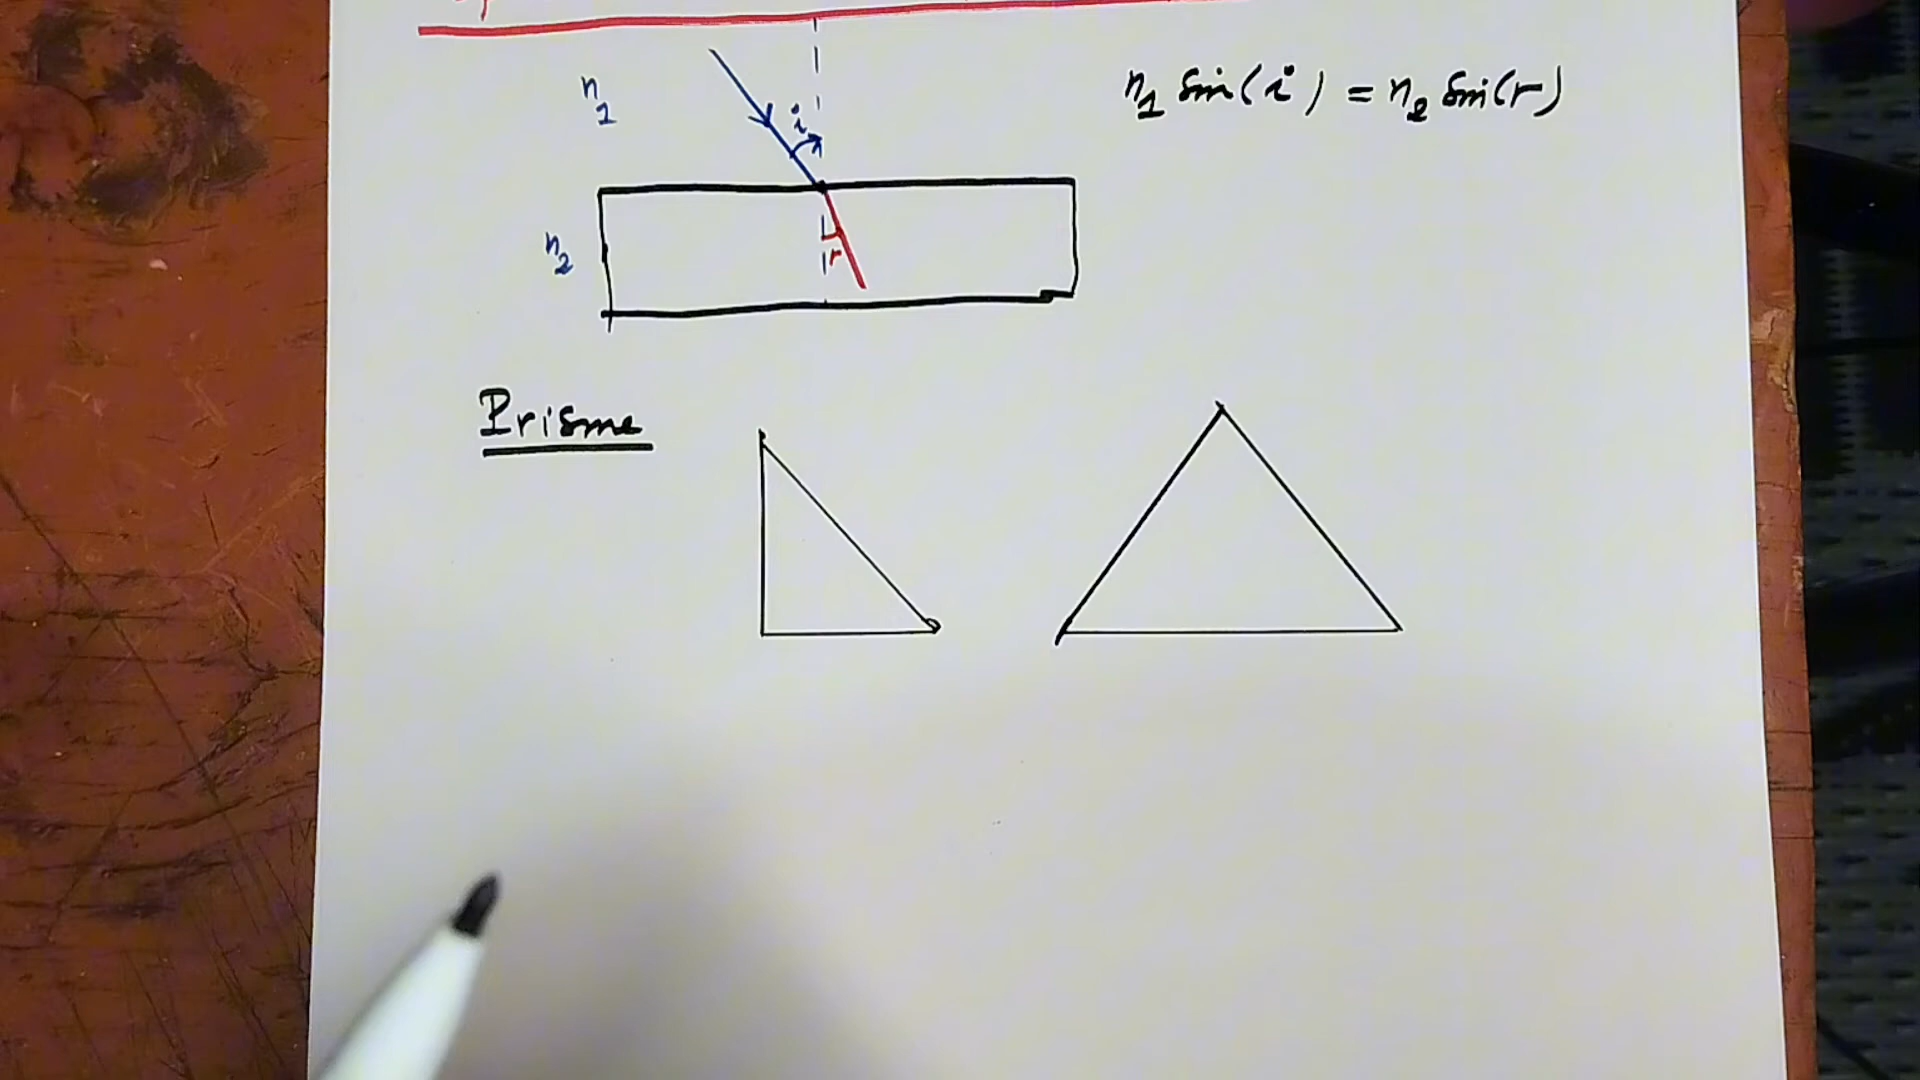 n1
i
n1 sin(i) = n2 sin(r)
n2
r
Prisme